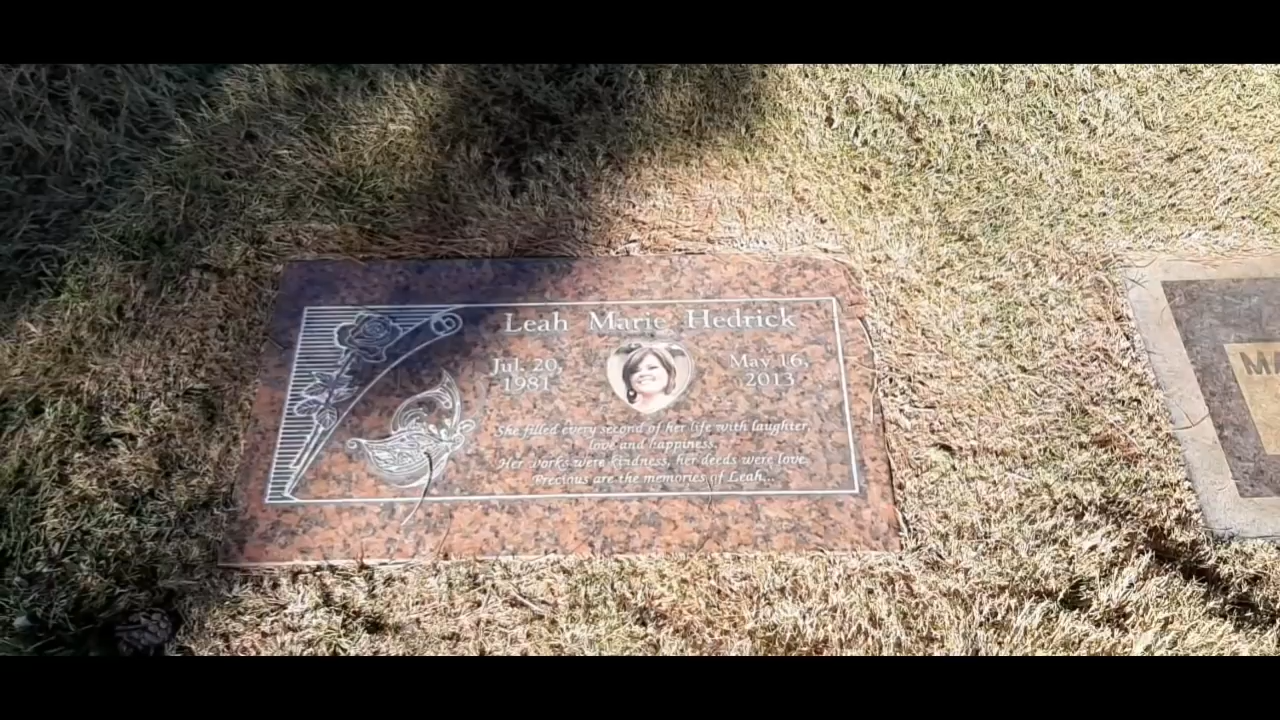 Leah Marie Hedrick
Jul. 20,
1981
May 16,
2013
She filled every second of her life with laughter,
love and happiness.
Her works were kindness, her deeds were love.
Precious are the memories of Leah...